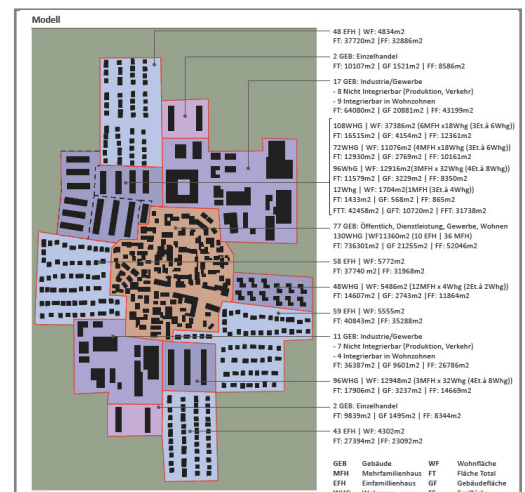 Modell
48 EFH | WF: 4834m2
FT: 37720m2 |FF: 32886m2
2 GEB: Einzelhandel
FT: 10107m2 | GF 1521m2 | FF: 8586m2
17 GEB: Industrie/Gewerbe
- 8 Nicht Integrierbar (Produktion, Verkehr)
- 9 Integrierbar in Wohnzohnen
FT: 64080m2 | GF 20881m2 | FF: 43199m2
108WHG | WF: 37386m2 (6MFH x18Whg (3Et.à 6Whg))
FT: 16515m2 | GF: 4154m2 | FF: 12361m2
72WHG | WF: 11076m2 (4MFH x18Whg (3Et.à 6Whg))
FT: 12930m2 | GF: 2769m2 | FF: 10161m2
96WHG | WF: 12916m2(3MFH x 32Whg (4Et.à 8Whg))
FT: 11579m2 | GF: 3229m2 | FF: 8350m2
12Whg | WF: 1704m2(1MFH (3Et.à 4Whg))
FT: 1433m2 | GF: 568m2 | FF: 865m2
FTT: 42458m2 | GFT: 10720m2 | FFT: 31738m2
77 GEB: Öffentlich, Dienstleistung, Gewerbe, Wohnen
130WHG |WF11360m2 (10 EFH | 36 MFH)
FT: 736301m2 | GF 21255m2 | FF: 52046m2
58 EFH | WF: 5772m2
FT: 37740 m2 | FF: 31968m2
48WHG | WF: 5486m2 (12MFH x 4Whg (2Et.à 2Whg))
FT: 14607m2 | GF: 2743m2 |FF: 11864m2
59 EFH | WF: 5555m2
FT: 40843m2 | FF: 35288m2
11 GEB: Industrie/Gewerbe
- 7 Nicht Integrierbar (Produktion, Verkehr)
- 4 Integrierbar in Wohnzohnen
FT: 36387m2 | GF 9601m2 | FF: 26786m2
96WHG | WF: 12948m2 (3MFH x 32Whg (4Et.à 8Whg))
FT: 17906m2 | GF: 3237m2 | FF: 14669m2
2 GEB: Einzelhandel
FT: 9839m2 | GF 1495m2 | FF: 8344m2
43 EFH | WF: 4302m2
FT: 27394m2 | FF: 23092m2
GEB Gebäude WF Wohnfläche
MFH Mehrfamilienhaus FT Fläche Total
EFH Einfamillienhaus GF Gebäudefläche